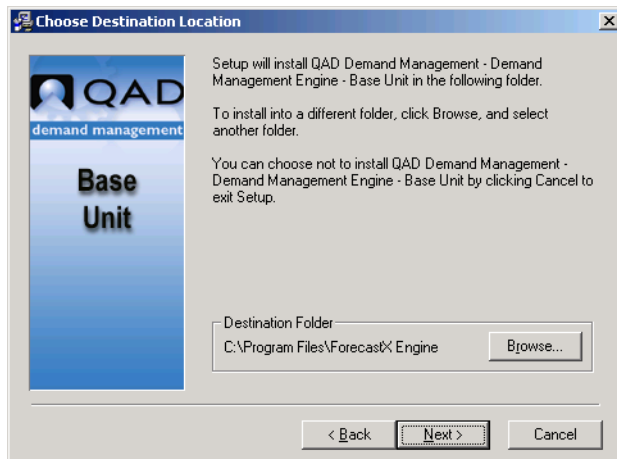 Choose Destination Location
QAD
demand management
Base
Unit
Setup will install QAD Demand Management - Demand
Management Engine - Base Unit in the following folder.
To install into a different folder, click Browse, and select
another folder.
You can choose not to install QAD Demand Management -
Demand Management Engine - Base Unit by clicking Cancel to
exit Setup.
Destination Folder
C:\Program Files\ForecastX Engine
Browse...
< Back
Next >
Cancel